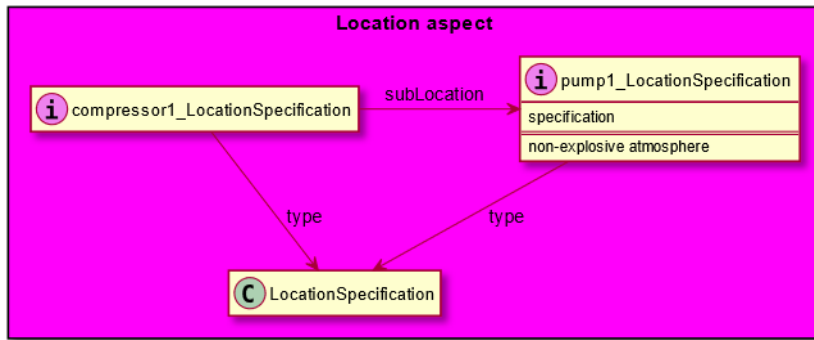 Location aspect
i compressor1_LocationSpecification
subLocation
i pump1_LocationSpecification
specification
non-explosive atmosphere
type
type
C LocationSpecification